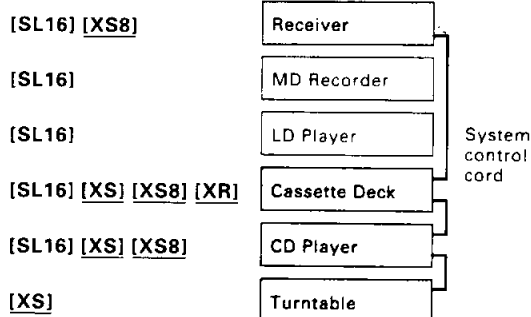 [SL16] [XS8] Receiver
[SL16] MD Recorder
[SL16] LD Player
System
control
cord
[SL16] [XS] [XS8] [XR] Cassette Deck
[SL16] [XS] [XS8] CD Player
[XS] Turntable